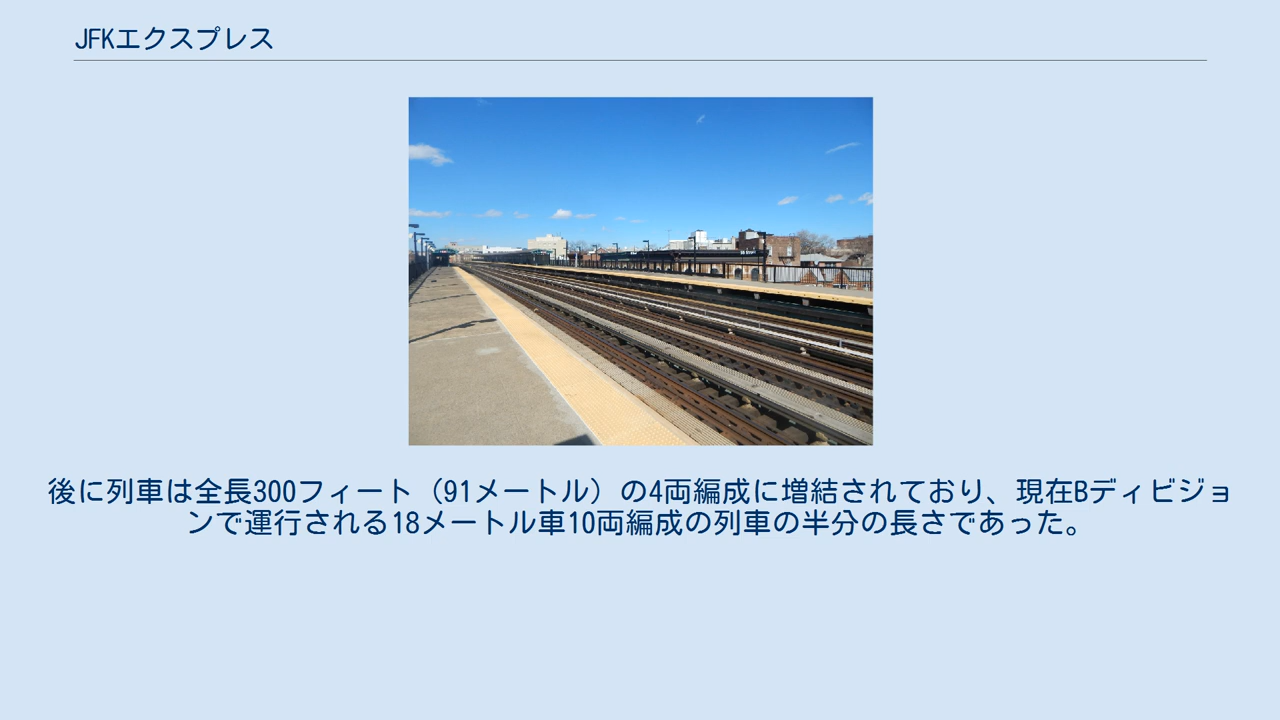 JFKエクスプレス
後に列車は全長300フィート（91メートル）の4両編成に増結されており、現在Bディビジョ
ンで運行される18メートル車10両編成の列車の半分の長さであった。